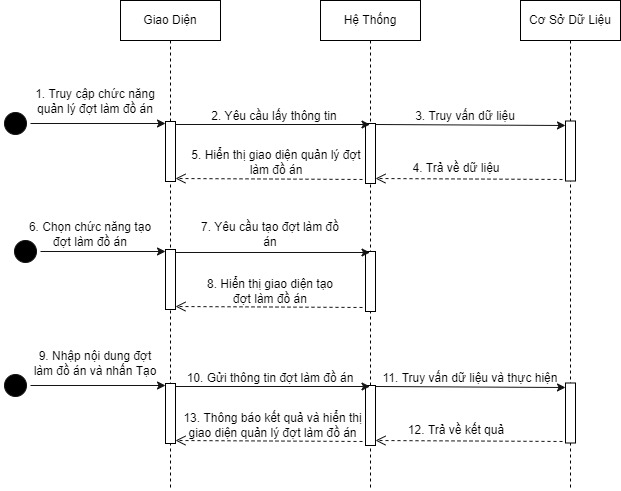 Giao Diện
Hệ Thống
Cơ Sở Dữ Liệu
1. Truy cập chức năng
quản lý đợt làm đồ án
2. Yêu cầu lấy thông tin
3. Truy vấn dữ liệu
5. Hiển thị giao diện quản lý đợt
làm đồ án
4. Trả về dữ liệu
6. Chọn chức năng tạo
đợt làm đồ án
7. Yêu cầu tạo đợt làm đồ
án
8. Hiển thị giao diện tạo
đợt làm đồ án
9. Nhập nội dung đợt
làm đồ án và nhấn Tạo
10. Gửi thông tin đợt làm đồ án
11. Truy vấn dữ liệu và thực hiện
13. Thông báo kết quả và hiển thị
giao diện quản lý đợt làm đồ án
12. Trả về kết quả